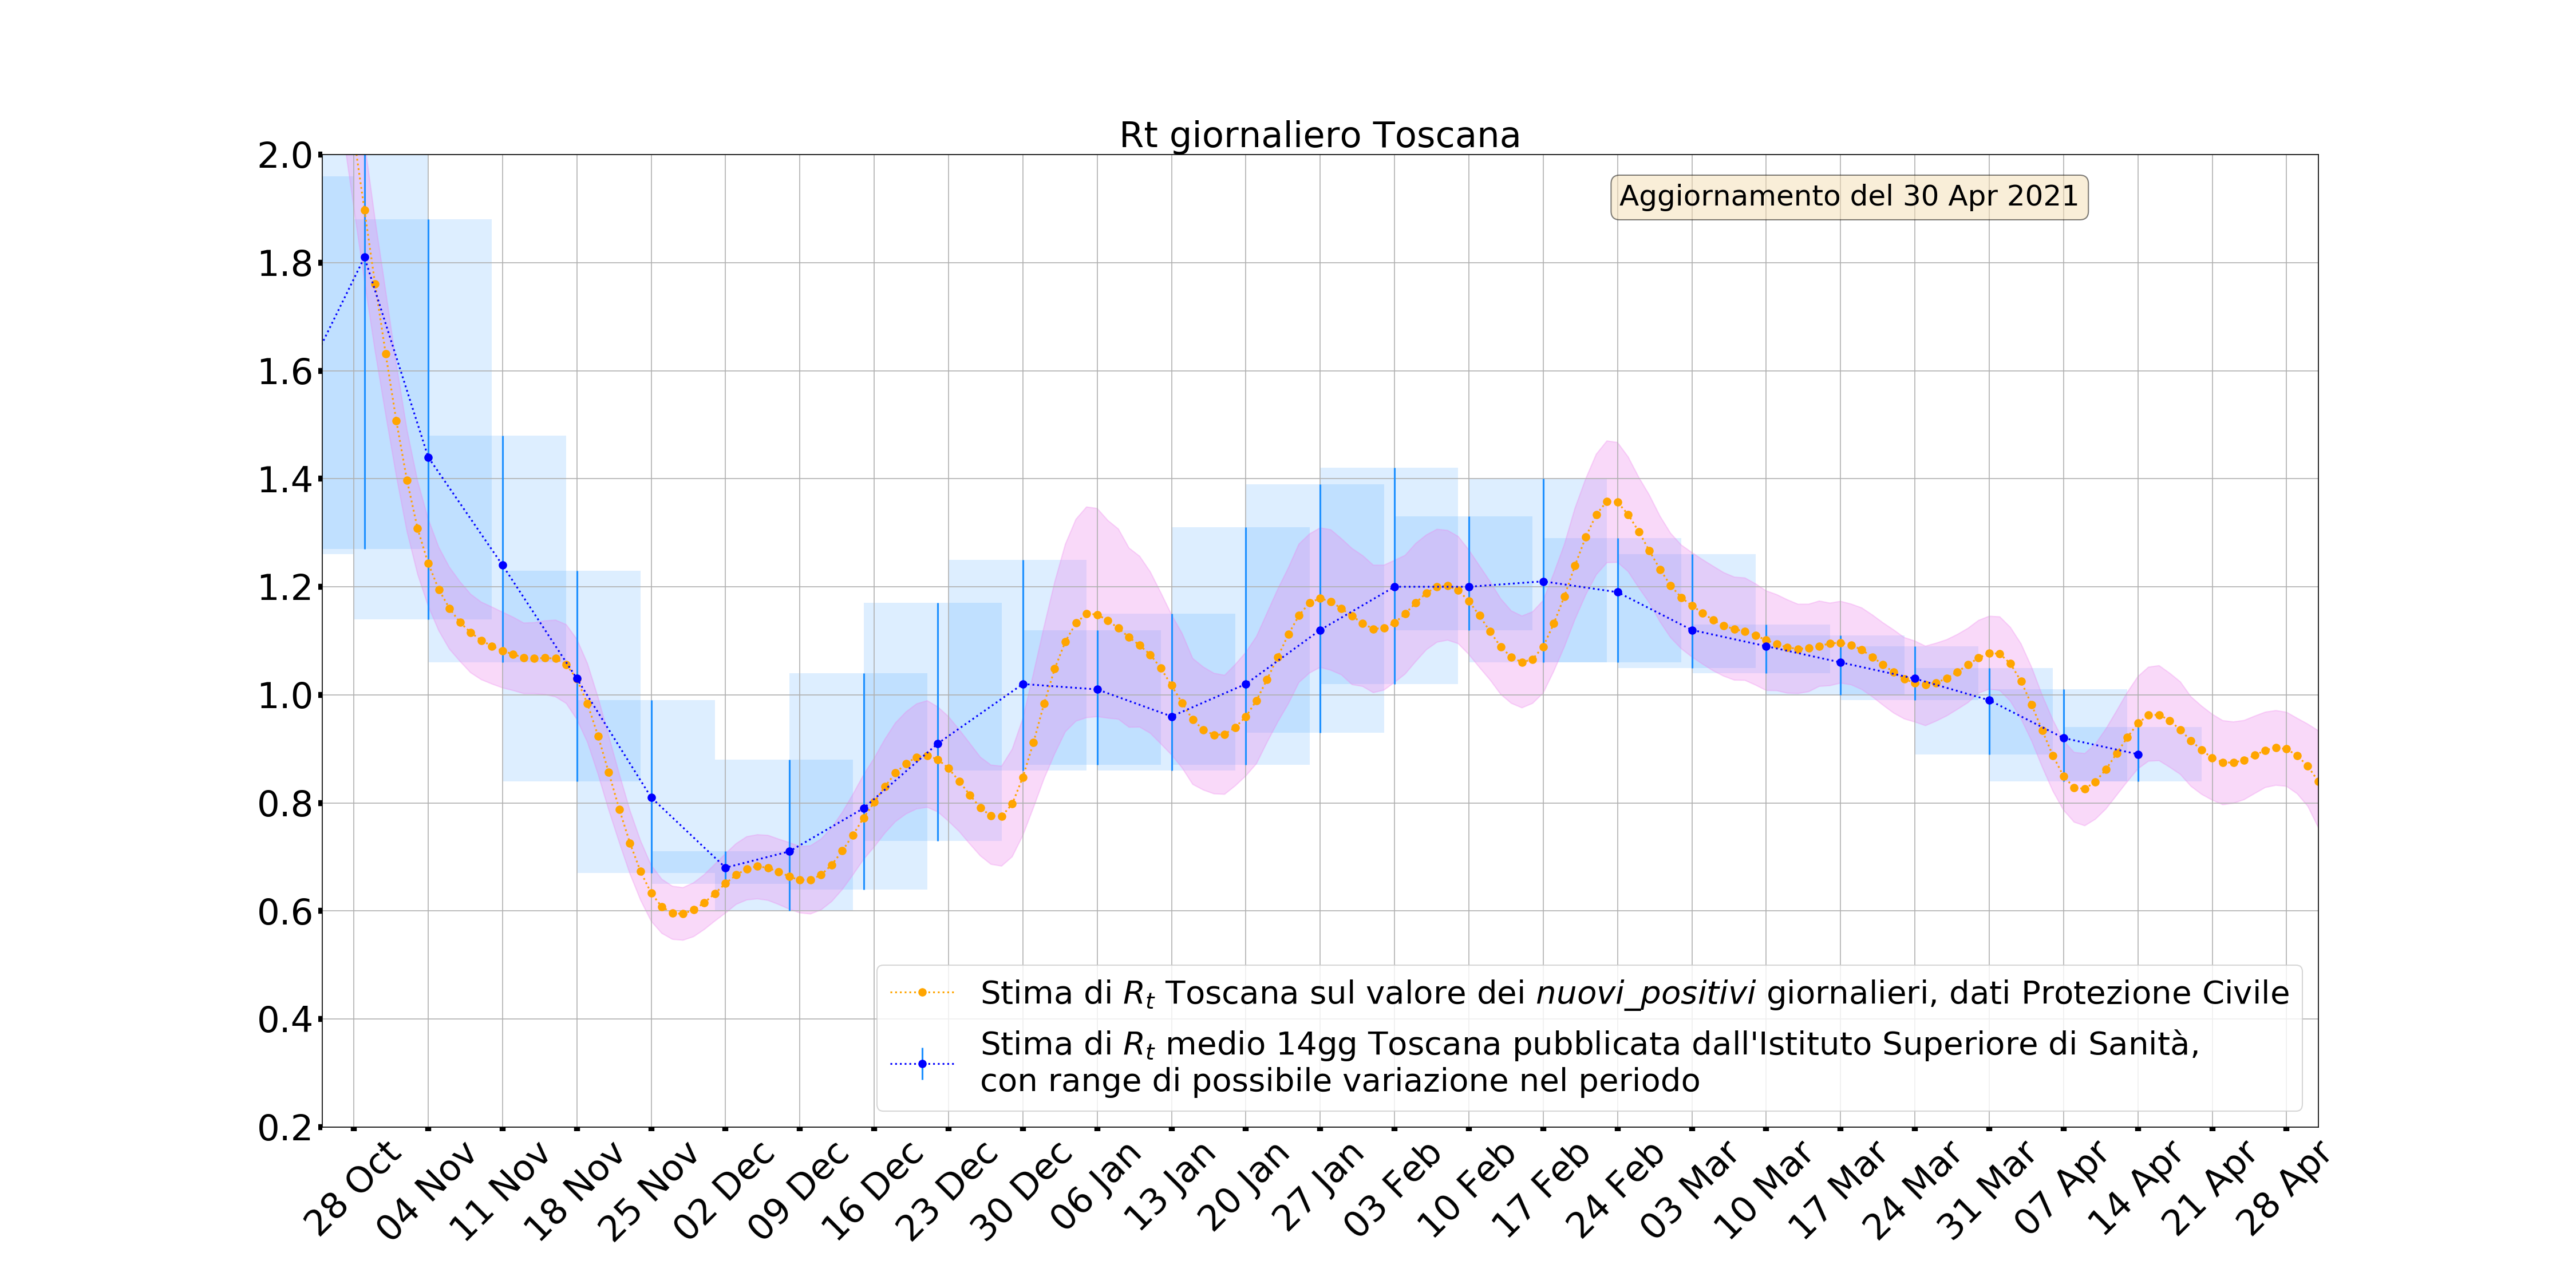 Rt giornaliero Toscana
Aggiornamento del 30 Apr 2021
2.0
1.8
1.6
1.4
1.2
1.0
0.8
0.6
0.4
0.2
Stima di Rt Toscana sul valore dei nuovi_positivi giornalieri, dati Protezione Civile
Stima di Rt medio 14gg Toscana pubblicata dall'Istituto Superiore di Sanità,
con range di possibile variazione nel periodo
28 Oct
04 Nov
11 Nov
18 Nov
25 Nov
02 Dec
09 Dec
16 Dec
23 Dec
30 Dec
06 Jan
13 Jan
20 Jan
27 Jan
03 Feb
10 Feb
17 Feb
24 Feb
03 Mar
10 Mar
17 Mar
24 Mar
31 Mar
07 Apr
14 Apr
21 Apr
28 Apr